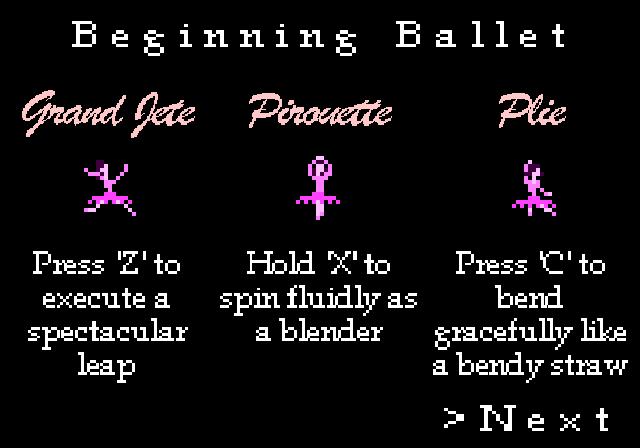 Beginning Ballet
Grand Jete
Pirouette
Plie
Press 'Z' to
execute a
spectacular
leap
Hold 'X' to
spin fluidly as
a blender
Press 'C' to
bend
gracefully like
a bendy straw
> Next